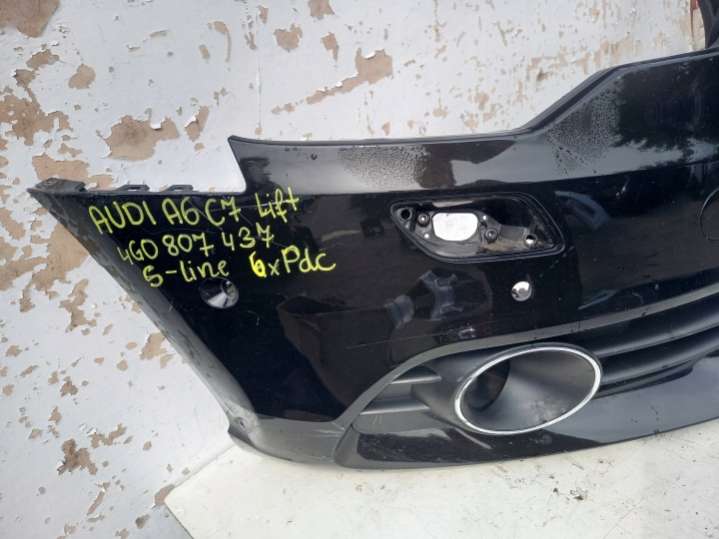 AUDI A6 C7 Lift
4G0 807 437
S-line 6xPdc